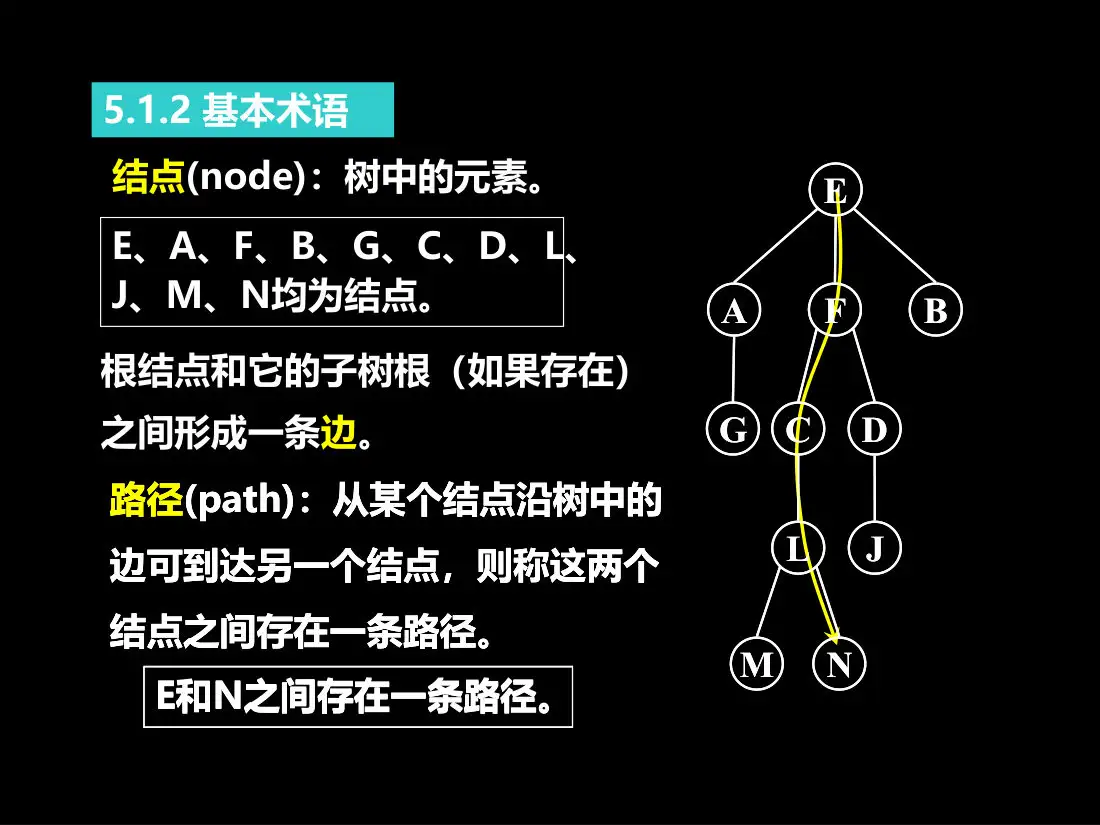 5.1.2 基本术语
结点(node)：树中的元素。
E、A、F、B、G、C、D、L、
J、M、N均为结点。
根结点和它的子树根（如果存在）
之间形成一条边。
路径(path)：从某个结点沿树中的
边可到达另一个结点，则称这两个
结点之间存在一条路径。
E和N之间存在一条路径。
E
A F B
G C D
L J
M N